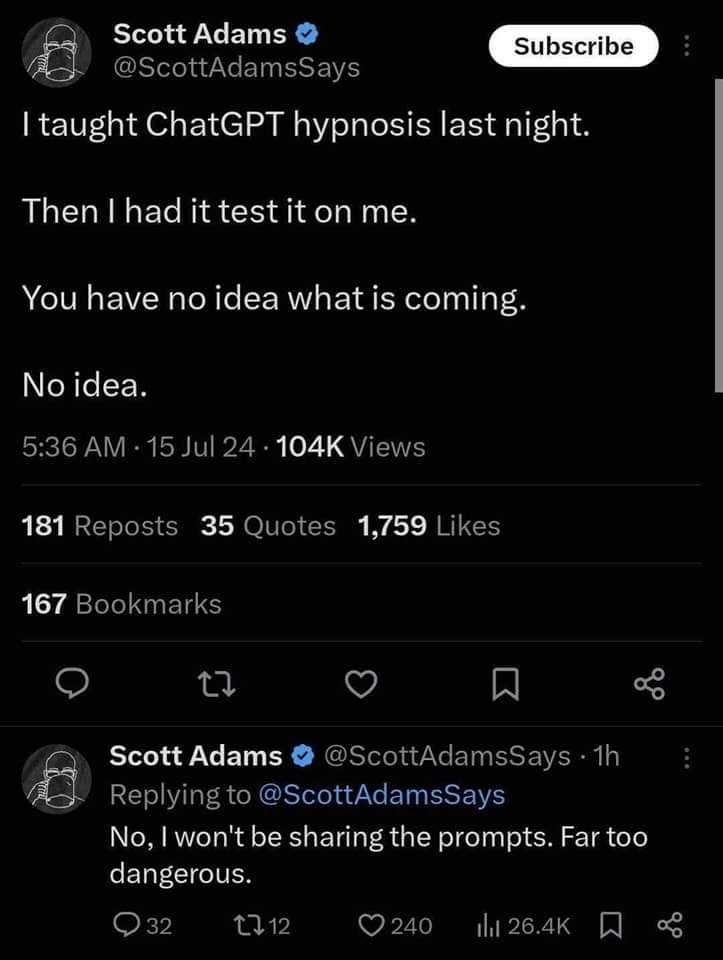 Scott Adams
Subscribe
@ScottAdamsSays
I taught ChatGPT hypnosis last night.
Then I had it test it on me.
You have no idea what is coming.
No idea.
5:36 AM · 15 Jul 24 · 104K Views
181 Reposts 35 Quotes 1,759 Likes
167 Bookmarks
Scott Adams @ScottAdamsSays · 1h
Replying to @ScottAdamsSays
No, I won't be sharing the prompts. Far too
dangerous.
32 12 240 26.4K